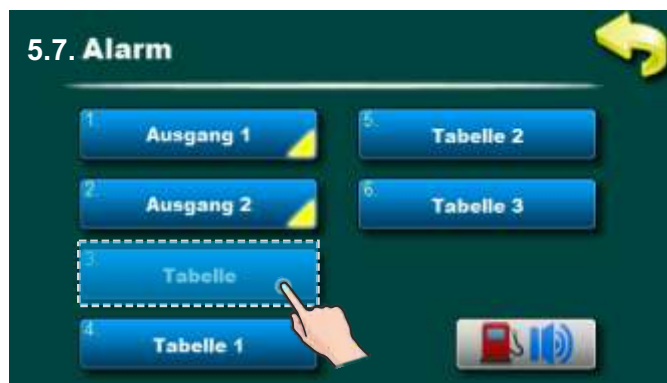 5.7. Alarm
1. Ausgang 1
2. Ausgang 2
3. Tabelle
4. Tabelle 1
5. Tabelle 2
6. Tabelle 3